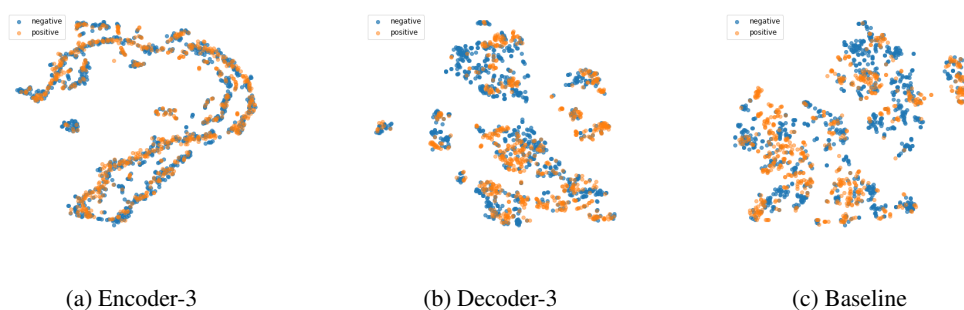 negative
positive
negative
positive
negative
positive
(a) Encoder-3
(b) Decoder-3
(c) Baseline